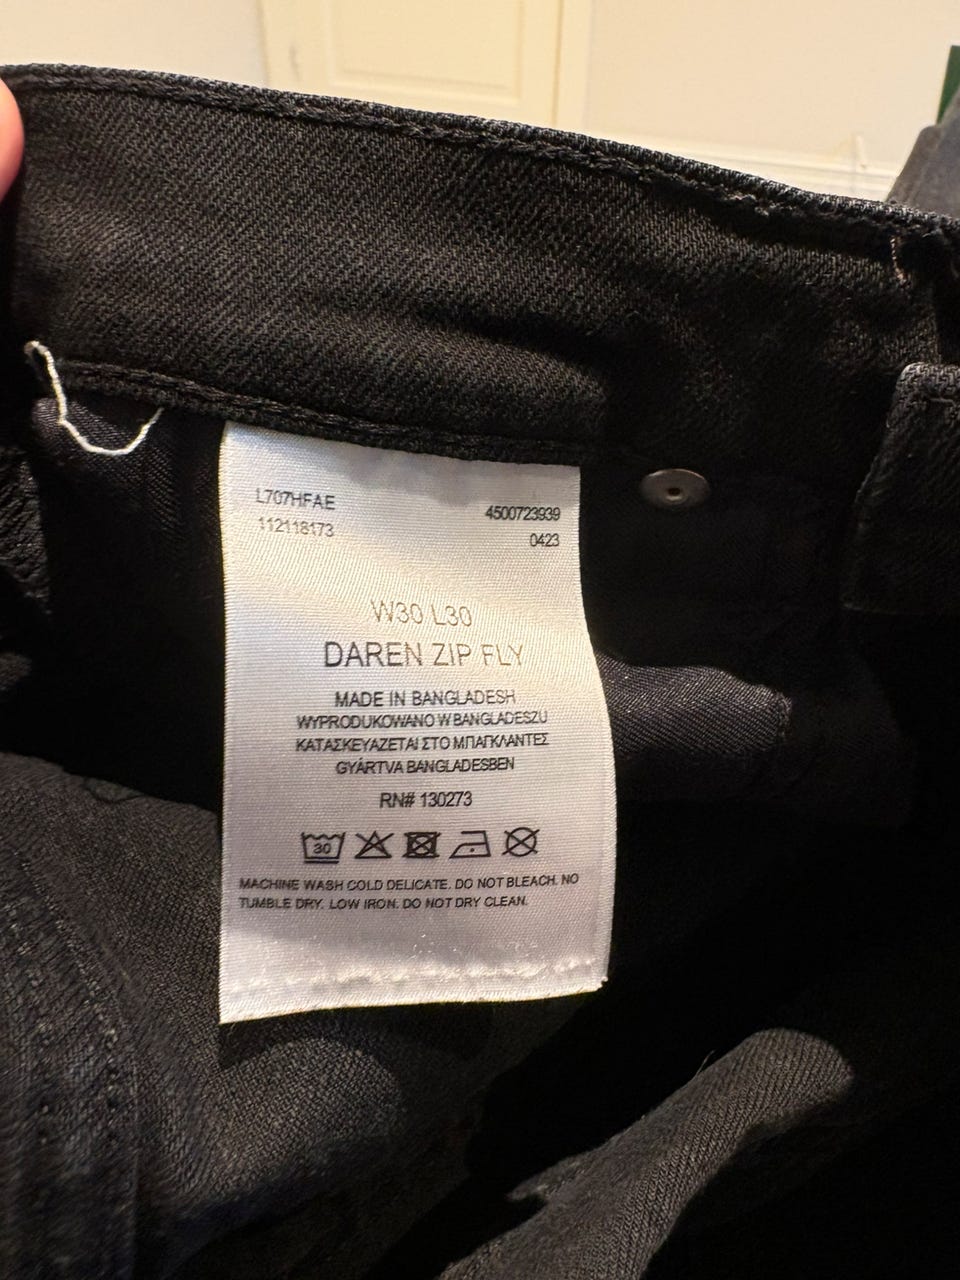 L707HFAE
112118173
4500723939
0423
W30 L30
DAREN ZIP FLY
MADE IN BANGLADESH
WYPRODUKOWANO W BANGLADESZU
ΚΑΤΑΣΚΕΥΑΖΕΤΑΙ ΣΤΟ ΜΠΑΓΚΛΑΝΤΕΣ
GYÁRTVA BANGLADESBEN
RN# 130273
30
MACHINE WASH COLD DELICATE. DO NOT BLEACH. NO
TUMBLE DRY. LOW IRON. DO NOT DRY CLEAN.